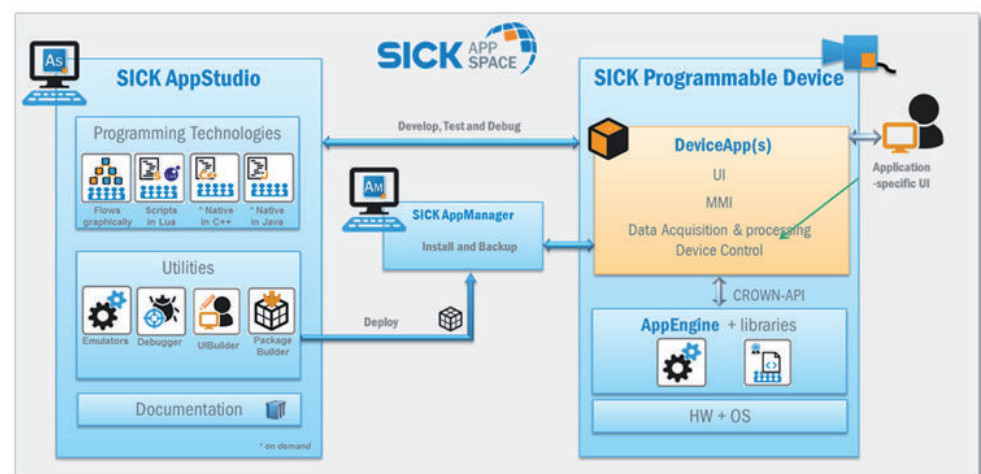 SICK APP
SPACE
As
SICK AppStudio
Programming Technologies
Flows
graphically
Scripts
in Lua
* Native
in C++
* Native
in Java
Utilities
Emulators
Debugger
UIBuilder
Package
Builder
Documentation
* on demand
Develop, Test and Debug
AM
SICK AppManager
Install and Backup
Deploy
SICK Programmable Device
DeviceApp(s)
UI
MMI
Data Acquisition & processing
Device Control
CROWN-API
AppEngine + libraries
HW + OS
Application
-specific UI